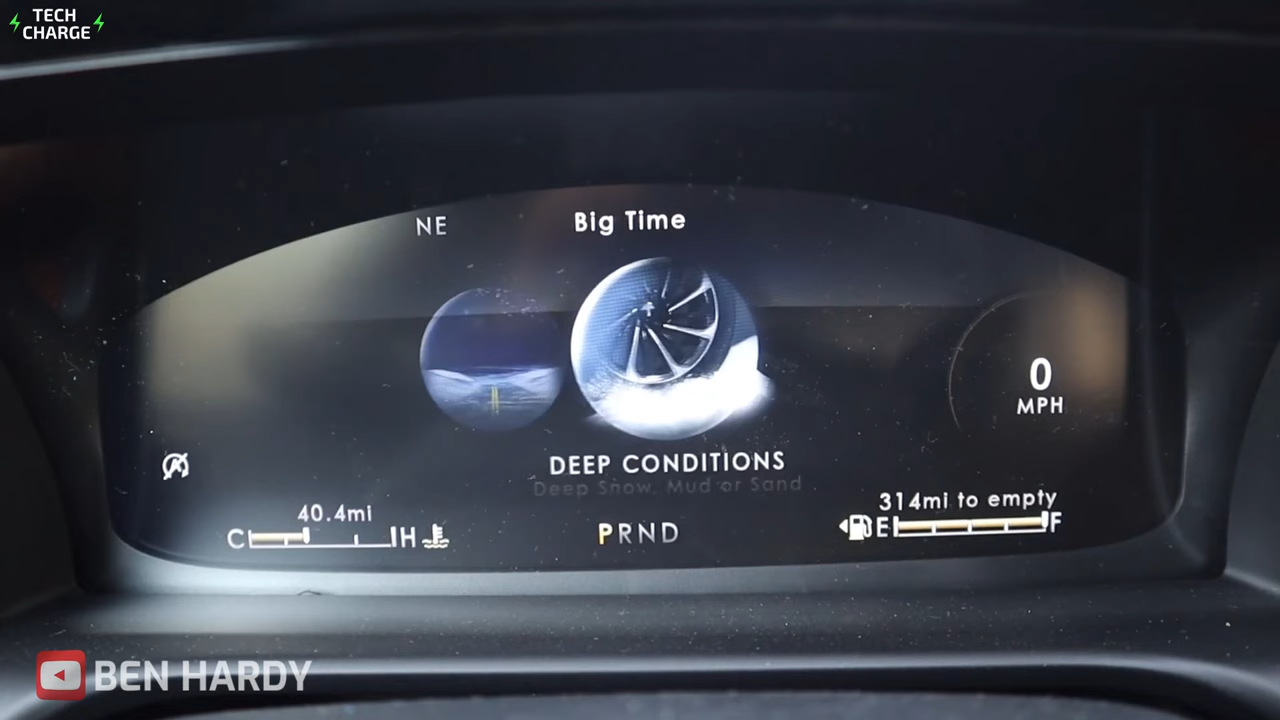 TECH
CHARGE
NE
Big Time
0
MPH
DEEP CONDITIONS
Deep Snow, Mud or Sand
40.4mi
314mi to empty
C H
PRND
E F
BEN HARDY